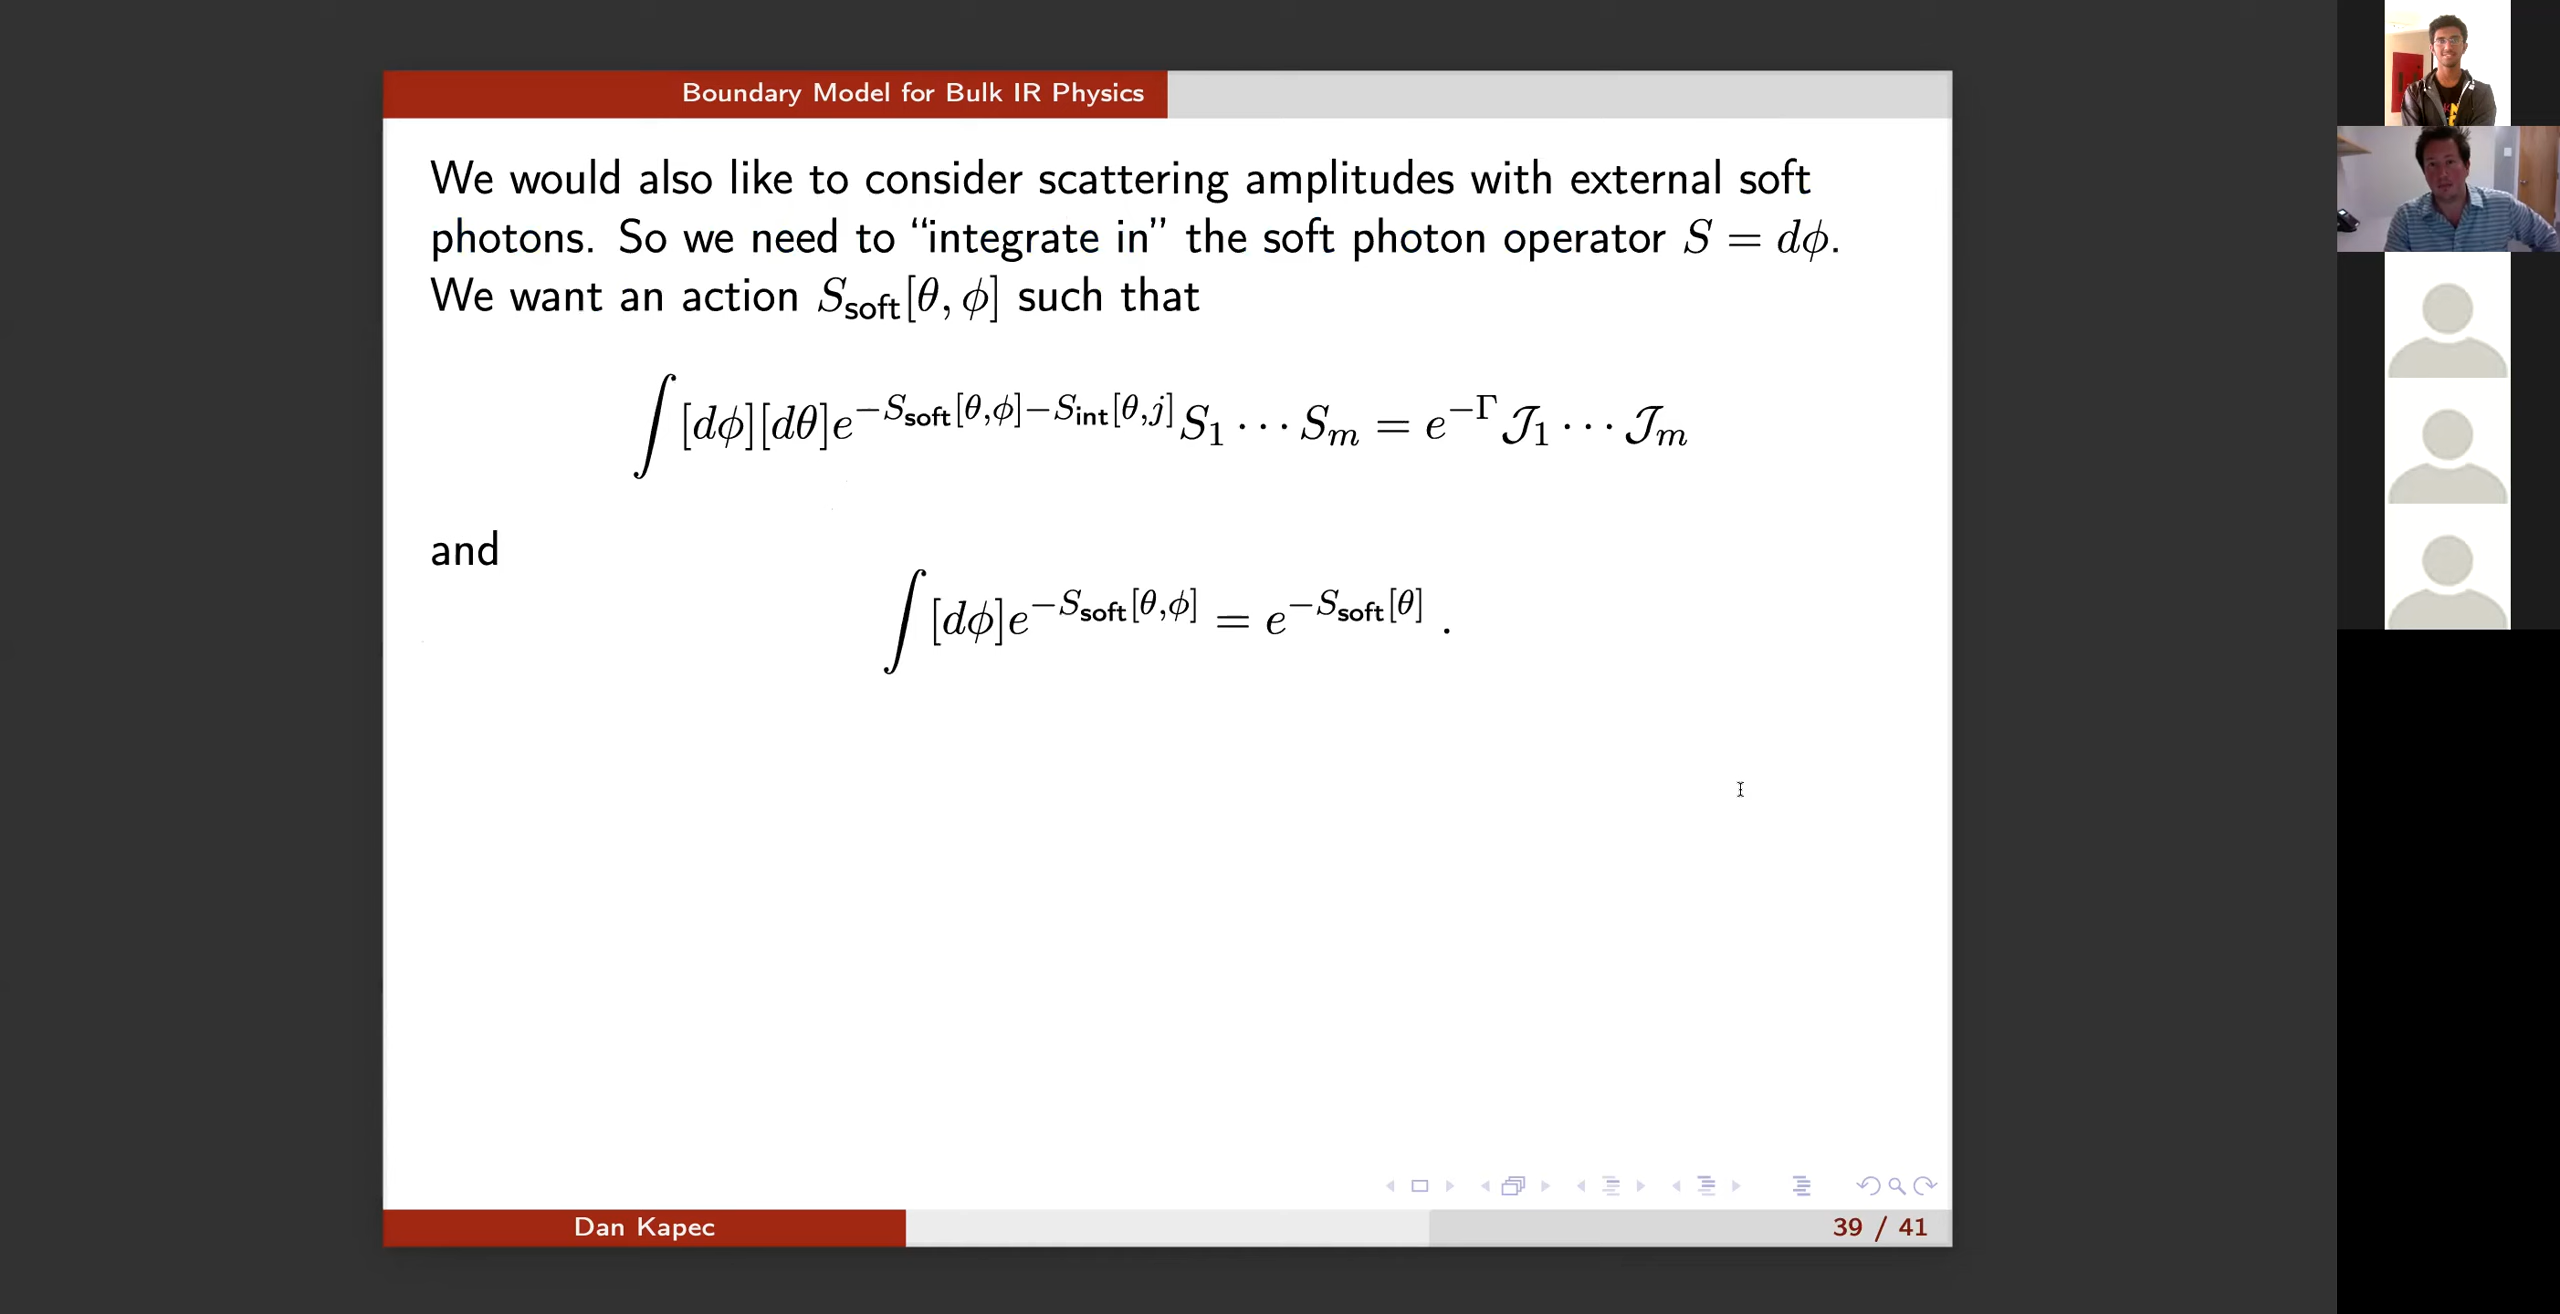 Boundary Model for Bulk IR Physics
We would also like to consider scattering amplitudes with external soft
photons. So we need to “integrate in” the soft photon operator S = dϕ.
We want an action S_soft[θ, ϕ] such that
∫[dϕ][dθ]e^{−S_soft[θ,ϕ]−S_int[θ,j]} S_1 ⋯ S_m = e^{−Γ} 𝒥_1 ⋯ 𝒥_m
and
∫[dϕ]e^{−S_soft[θ,ϕ]} = e^{−S_soft[θ]} .
Dan Kapec
39 / 41